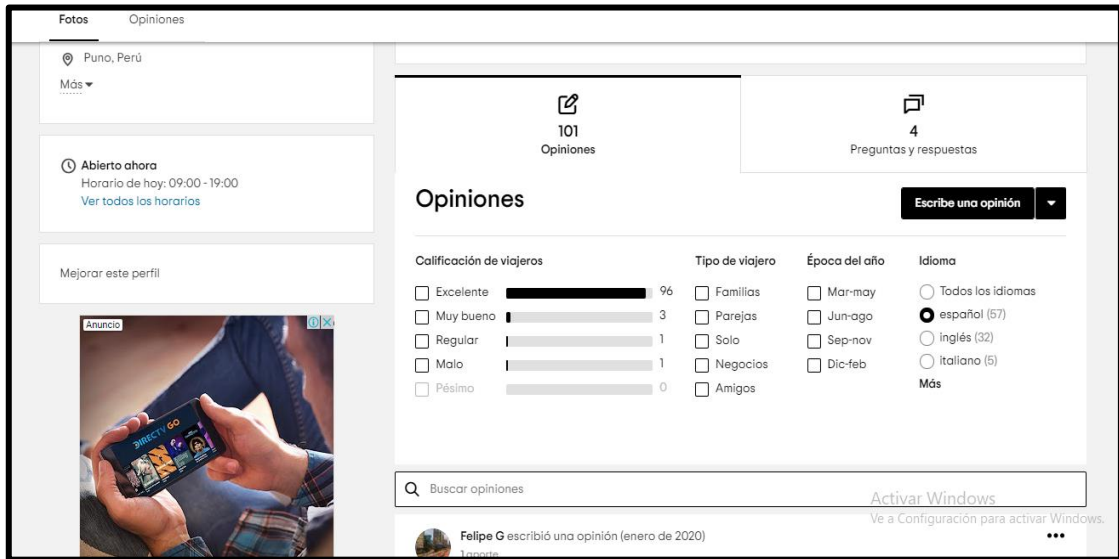 Fotos
Opiniones
Puno, Perú
Más
Abierto ahora
Horario de hoy: 09:00 - 19:00
Ver todos los horarios
Mejorar este perfil
Anuncio
DIRECTV GO
101
Opiniones
4
Preguntas y respuestas
Opiniones
Escribe una opinión
Calificación de viajeros
Excelente 96
Muy bueno 3
Regular 1
Malo 1
Pésimo 0
Tipo de viajero
Familias
Parejas
Solo
Negocios
Amigos
Época del año
Mar-may
Jun-ago
Sep-nov
Dic-feb
Idioma
Todos los idiomas
español (57)
inglés (32)
italiano (5)
Más
Buscar opiniones
Activar Windows
Ve a Configuración para activar Windows.
Felipe G escribió una opinión (enero de 2020)
1 aporte